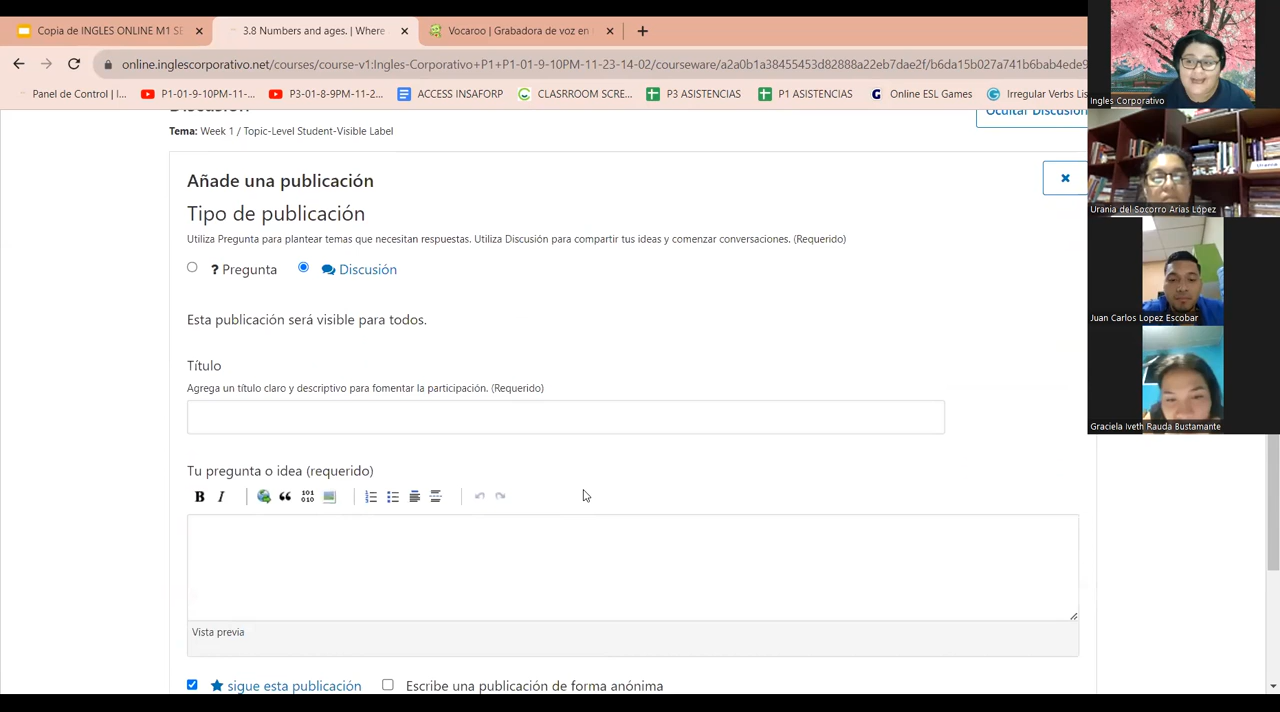 Copia de INGLES ONLINE M1 SE
3.8 Numbers and ages. | Where
Vocaroo | Grabadora de voz en
online.inglescorporativo.net/courses/course-v1:Ingles-Corporativo+P1+P1-01-9-10PM-11-23-14-02/courseware/a2a0b1a38455453d82888a22eb7dae2f/b6da15b027a741b6bab4ede9
Panel de Control | I...
P1-01-9-10PM-11-...
P3-01-8-9PM-11-2...
ACCESS INSAFORP
CLASSROOM SCRE...
P3 ASISTENCIAS
P1 ASISTENCIAS
Online ESL Games
Irregular Verbs Lis
Ingles Corporativo
Discusión
Ocultar Discusión
Tema: Week 1 / Topic-Level Student-Visible Label
Añade una publicación
Tipo de publicación
Utiliza Pregunta para plantear temas que necesitan respuestas. Utiliza Discusión para compartir tus ideas y comenzar conversaciones. (Requerido)
? Pregunta
Discusión
Esta publicación será visible para todos.
Título
Agrega un título claro y descriptivo para fomentar la participación. (Requerido)
Tu pregunta o idea (requerido)
B I
101
010
Vista previa
sigue esta publicación
Escribe una publicación de forma anónima
Urania
Urania del Socorro Arias López
Juan Carlos Lopez Escobar
Graciela Iveth Rauda Bustamante